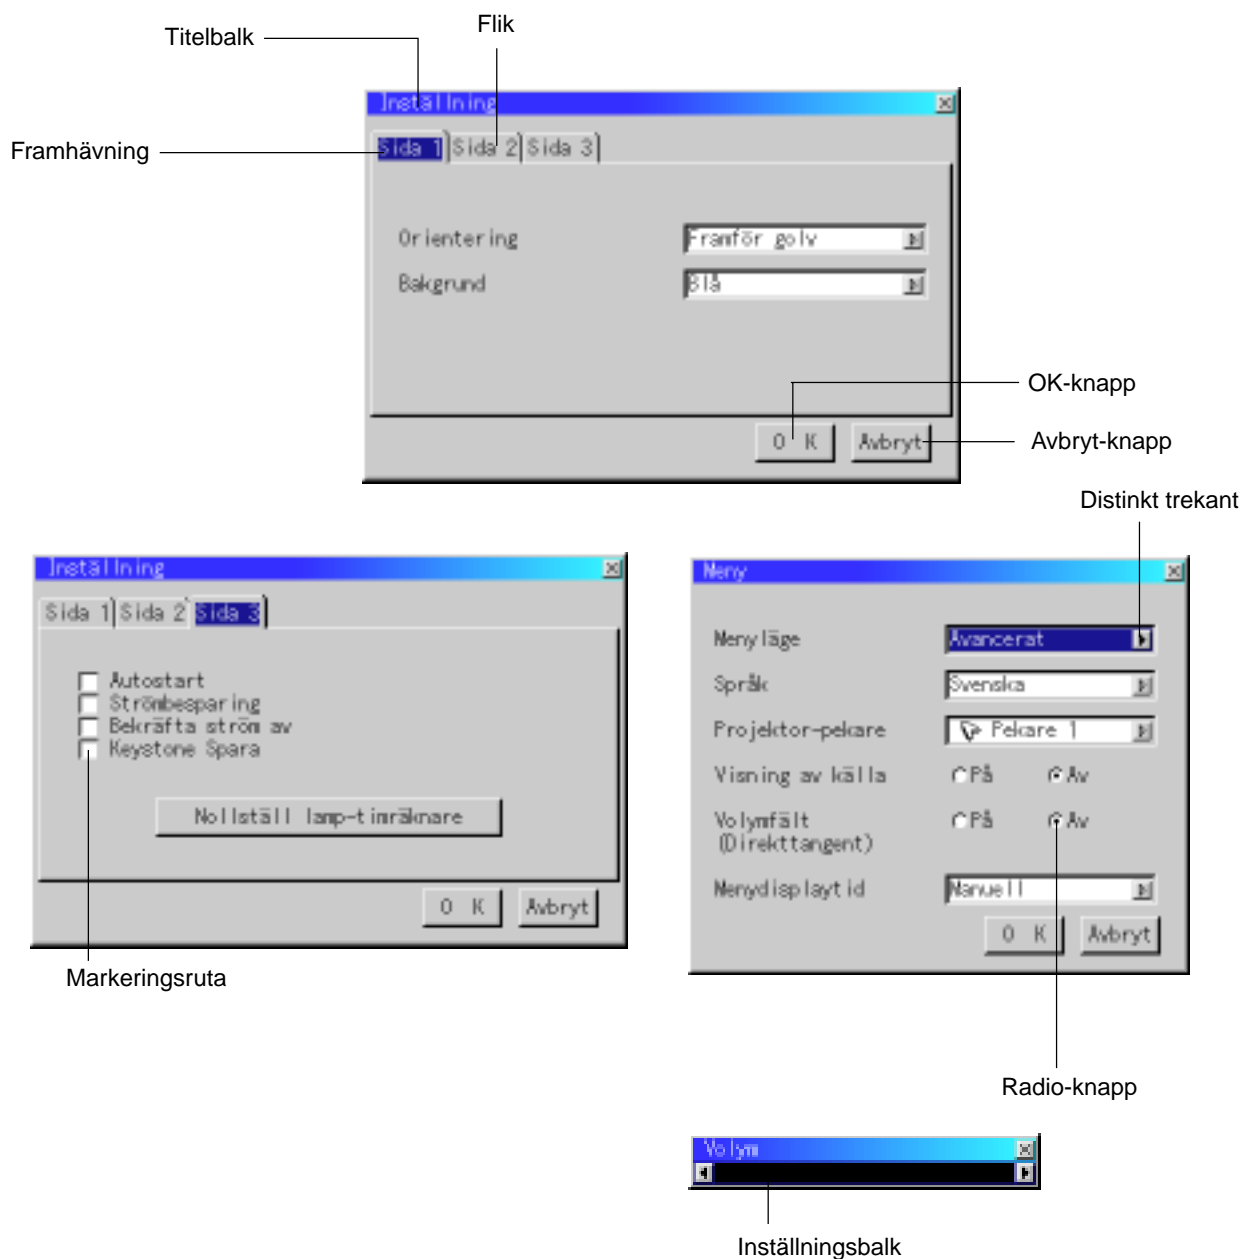 Flik
Titelbalk
Inställning
Framhävning
Sida 1 Sida 2 Sida 3
Orientering Framför golv
Bakgrund Blå
OK-knapp
O K Avbryt
Avbryt-knapp
Distinkt trekant
Inställning
Sida 1 Sida 2 Sida 3
Autostart
Strömbesparing
Bekräfta ström av
Keystone Spara
Nollställ lamp-timräknare
O K Avbryt
Markeringsruta
Meny
Menyläge Avancerat
Språk Svenska
Projektor-pekare Pekare 1
Visning av källa På Av
Volymfält På Av
(Direkttangent)
Menydisplaytid Manuell
O K Avbryt
Radio-knapp
Volym
Inställningsbalk